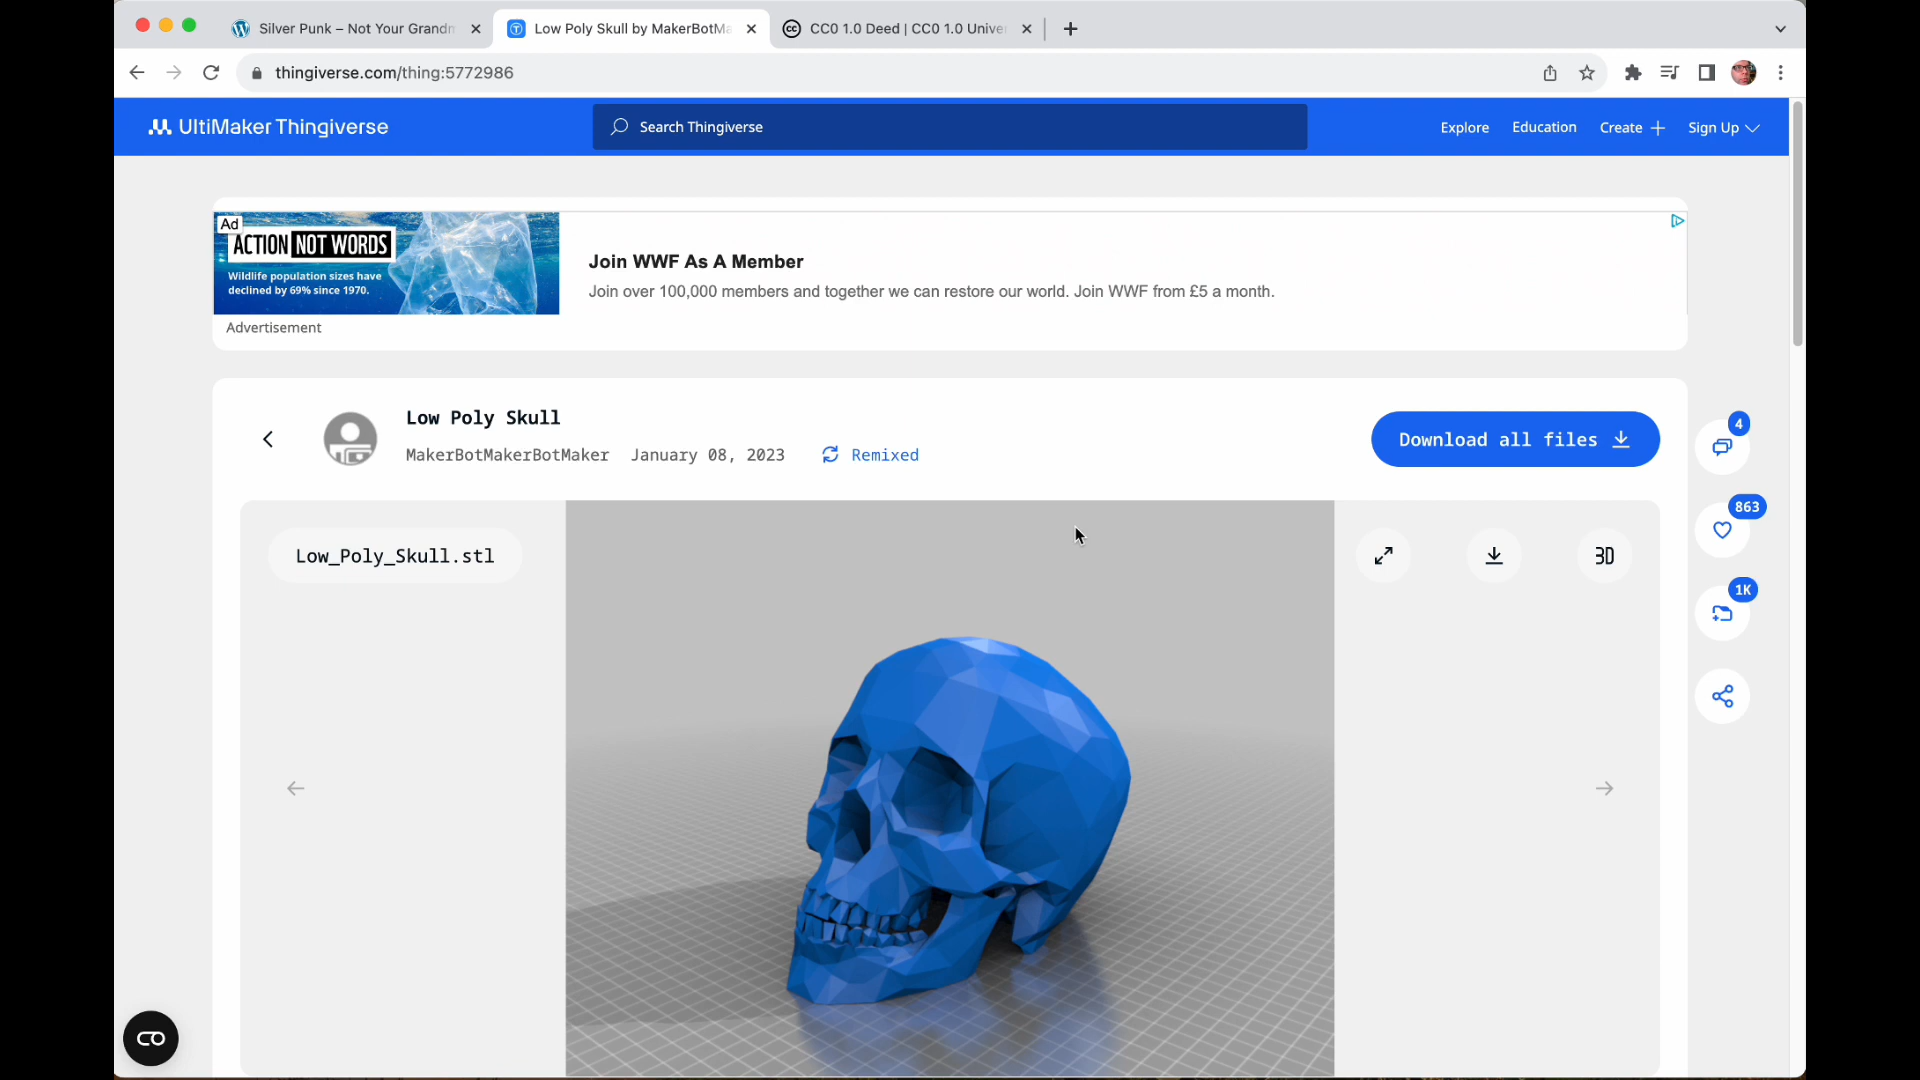 Silver Punk – Not Your Grandm
Low Poly Skull by MakerBotMa
CC0 1.0 Deed | CC0 1.0 Unive
thingiverse.com/thing:5772986
UltiMaker Thingiverse
Search Thingiverse
Explore
Education
Create
Sign Up
Ad
ACTION NOT WORDS
Wildlife population sizes have
declined by 69% since 1970.
Join WWF As A Member
Join over 100,000 members and together we can restore our world. Join WWF from £5 a month.
Advertisement
Low Poly Skull
MakerBotMakerBotMaker January 08, 2023 Remixed
Download all files
4
863
1K
Low_Poly_Skull.stl
3D